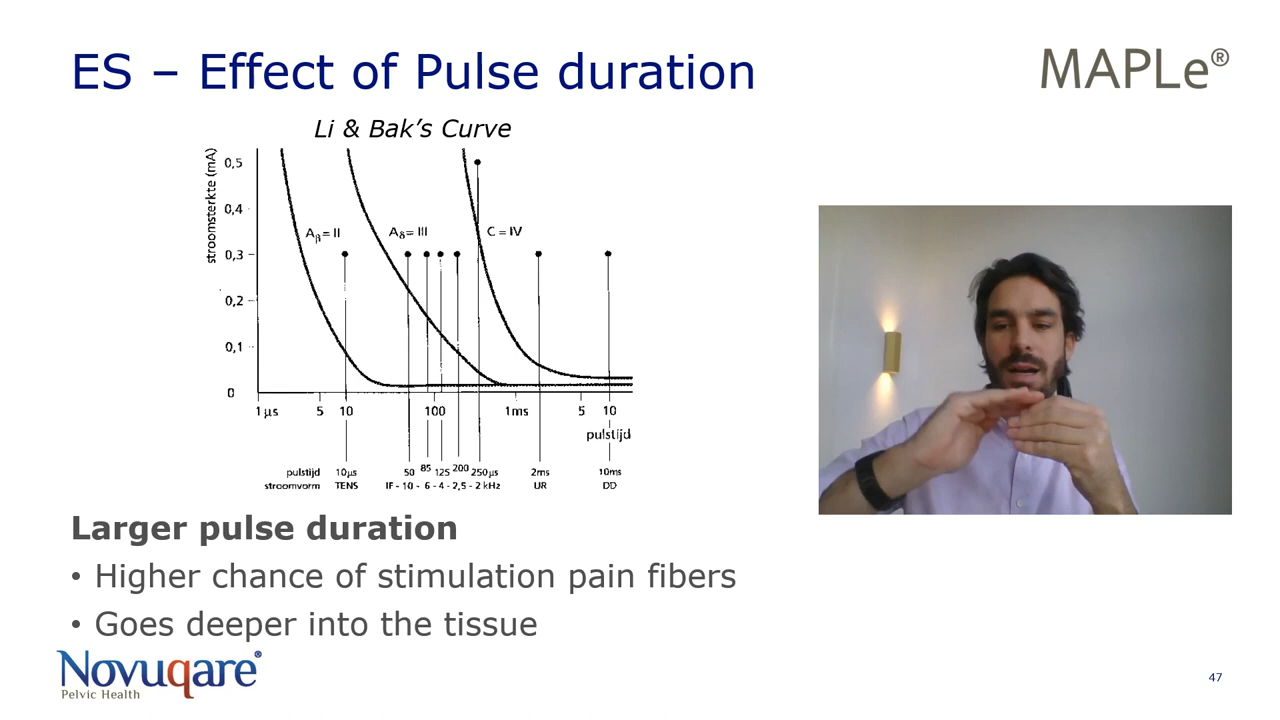 ES – Effect of Pulse duration
MAPLe®
Li & Bak’s Curve
stroomsterkte (mA)
0,5
0,4
Aβ= II
Aδ= III
C = IV
0,3
0,2
0,1
0
1µs 5 10 100 1ms 5 10
pulstijd
pulstijd 10µs 50 85 125 200 250µs 2ms 10ms
stroomvorm TENS IF - 10 - 6 - 4 - 2,5 - 2 kHz UR DD
Larger pulse duration
• Higher chance of stimulation pain fibers
• Goes deeper into the tissue
Novuqare®
Pelvic Health
47